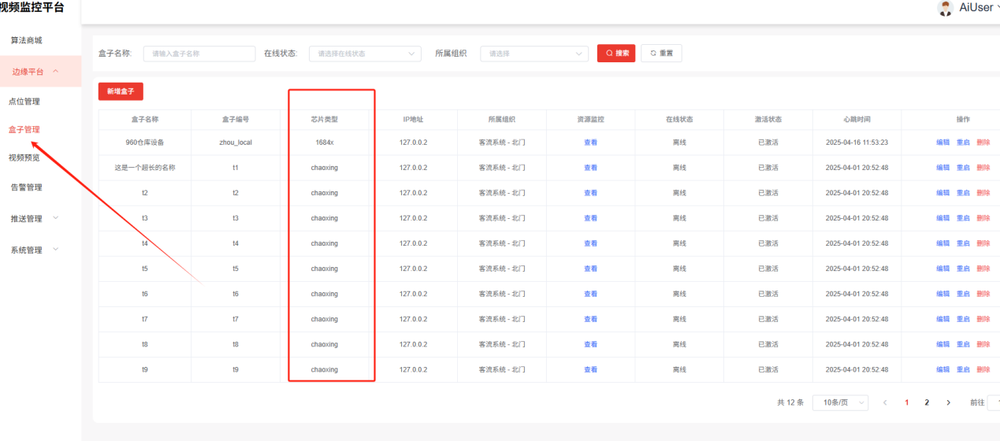 视频监控平台
AiUser
算法商城
边缘平台
点位管理
盒子管理
视频预览
告警管理
推送管理
系统管理
盒子名称: 请输入盒子名称 在线状态: 请选择在线状态 所属组织 请选择 搜索 重置
新增盒子
盒子名称 盒子编号 芯片类型 IP地址 所属组织 资源监控 在线状态 激活状态 心跳时间 操作
960仓库设备 zhou_local 1684x 127.0.0.2 客流系统 - 北门 查看 离线 已激活 2025-04-16 11:53:23 编辑 重启 删除
这是一个超长的名称 t1 chaoxing 127.0.0.2 客流系统 - 北门 查看 离线 已激活 2025-04-01 20:52:48 编辑 重启 删除
t2 t2 chaoxing 127.0.0.2 客流系统 - 北门 查看 离线 已激活 2025-04-01 20:52:48 编辑 重启 删除
t3 t3 chaoxing 127.0.0.2 客流系统 - 北门 查看 离线 已激活 2025-04-01 20:52:48 编辑 重启 删除
t4 t4 chaoxing 127.0.0.2 客流系统 - 北门 查看 离线 已激活 2025-04-01 20:52:48 编辑 重启 删除
t5 t5 chaoxing 127.0.0.2 客流系统 - 北门 查看 离线 已激活 2025-04-01 20:52:48 编辑 重启 删除
t6 t6 chaoxing 127.0.0.2 客流系统 - 北门 查看 离线 已激活 2025-04-01 20:52:48 编辑 重启 删除
t7 t7 chaoxing 127.0.0.2 客流系统 - 北门 查看 离线 已激活 2025-04-01 20:52:48 编辑 重启 删除
t8 t8 chaoxing 127.0.0.2 客流系统 - 北门 查看 离线 已激活 2025-04-01 20:52:48 编辑 重启 删除
t9 t9 chaoxing 127.0.0.2 客流系统 - 北门 查看 离线 已激活 2025-04-01 20:52:48 编辑 重启 删除
共 12 条 10条/页 1 2 前往